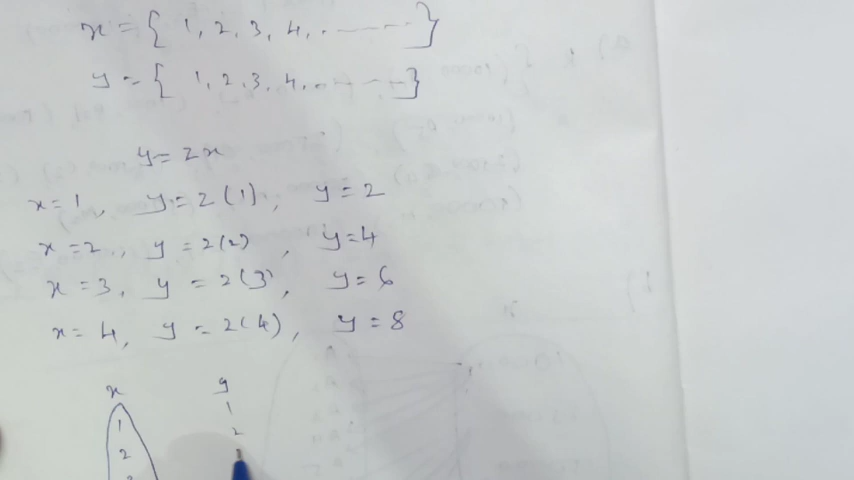 x = { 1, 2, 3, 4, ........ }
y = { 1, 2, 3, 4, ........ }
y = 2x
x = 1, y = 2(1), y = 2
x = 2, y = 2(2), y = 4
x = 3, y = 2(3), y = 6
x = 4, y = 2(4), y = 8
x y
1 1
2 2